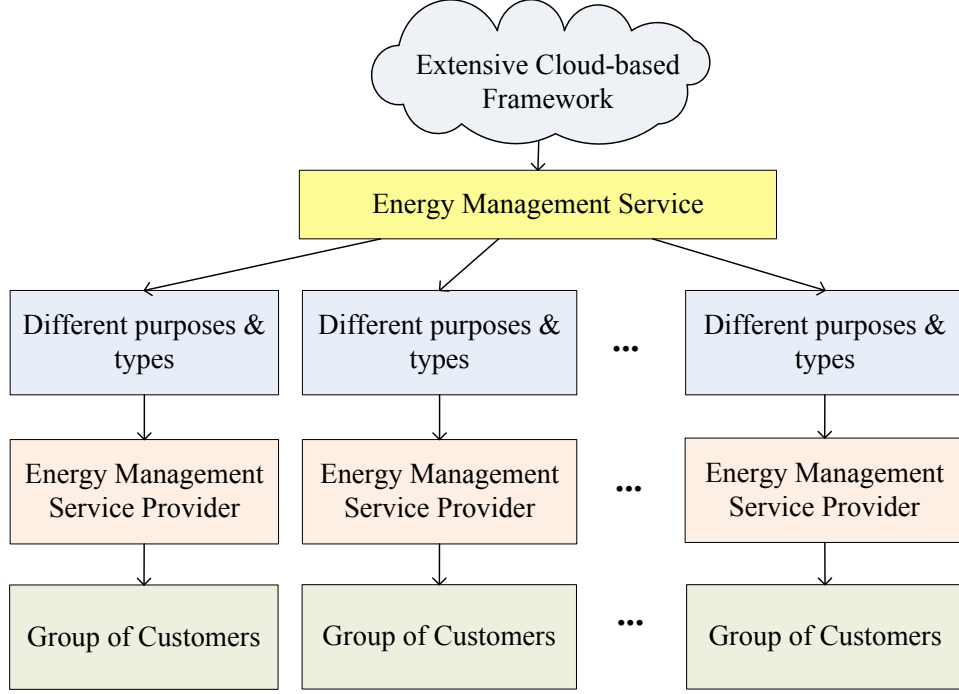 Extensive Cloud-based
Framework
Energy Management Service
Different purposes &
types
Different purposes &
types
...
Different purposes &
types
Energy Management
Service Provider
Energy Management
Service Provider
...
Energy Management
Service Provider
Group of Customers
Group of Customers
...
Group of Customers